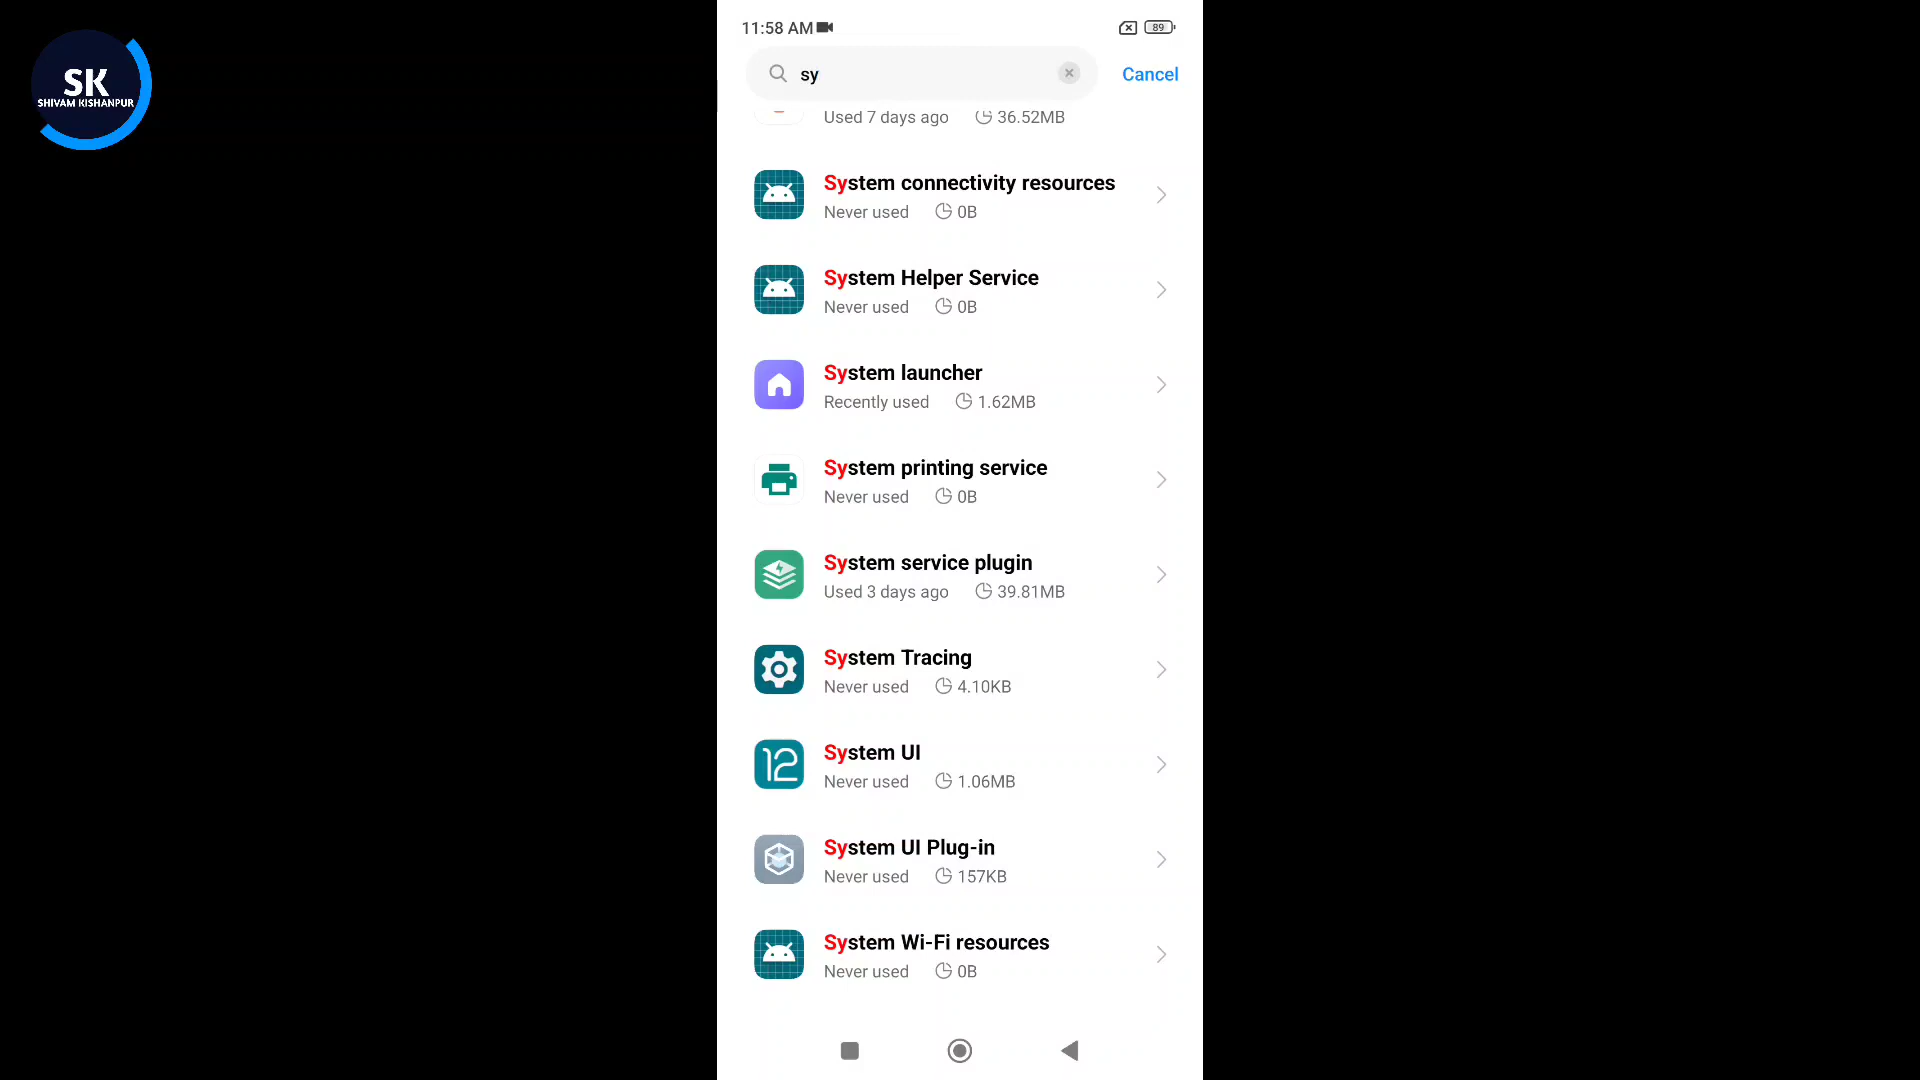 SK
SHIVAM KISHANPUR
11:58 AM
89
sy
Cancel
Used 7 days ago 36.52MB
System connectivity resources
Never used 0B
System Helper Service
Never used 0B
System launcher
Recently used 1.62MB
System printing service
Never used 0B
System service plugin
Used 3 days ago 39.81MB
System Tracing
Never used 4.10KB
12
System UI
Never used 1.06MB
System UI Plug-in
Never used 157KB
System Wi-Fi resources
Never used 0B